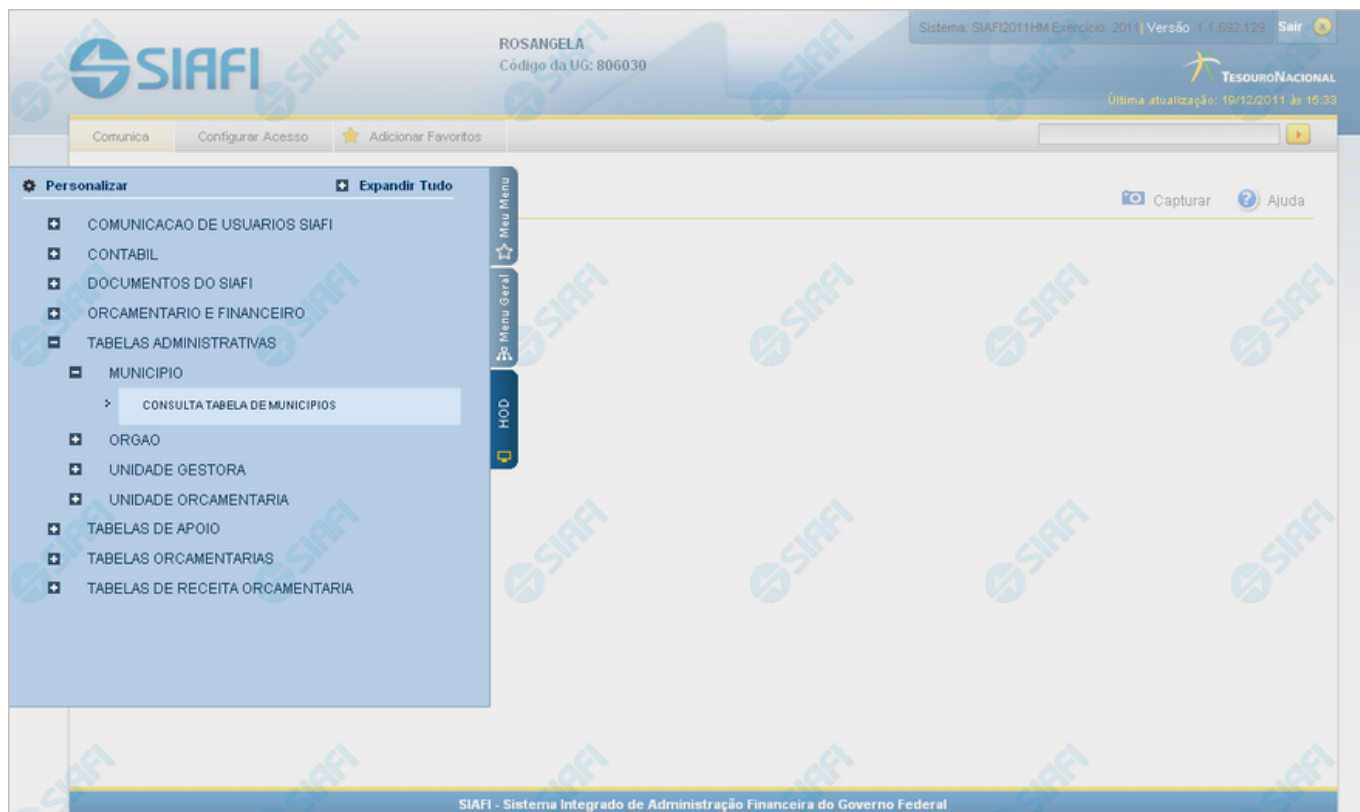 Sistema: SIAFI2011HM Exercício: 2011| Versão 1.1.692.129 Sair
SIAFI
ROSANGELA
Código da UG: 806030
TESOURONACIONAL
Última atualização: 19/12/2011 às 15:33
Comunica Configurar Acesso Adicionar Favoritos
Personalizar Expandir Tudo
Meu Menu
Menu Geral
HOD
Capturar Ajuda
COMUNICACAO DE USUARIOS SIAFI
CONTABIL
DOCUMENTOS DO SIAFI
ORCAMENTARIO E FINANCEIRO
TABELAS ADMINISTRATIVAS
MUNICIPIO
CONSULTA TABELA DE MUNICIPIOS
ORGAO
UNIDADE GESTORA
UNIDADE ORCAMENTARIA
TABELAS DE APOIO
TABELAS ORCAMENTARIAS
TABELAS DE RECEITA ORCAMENTARIA
SIAFI - Sistema Integrado de Administração Financeira do Governo Federal